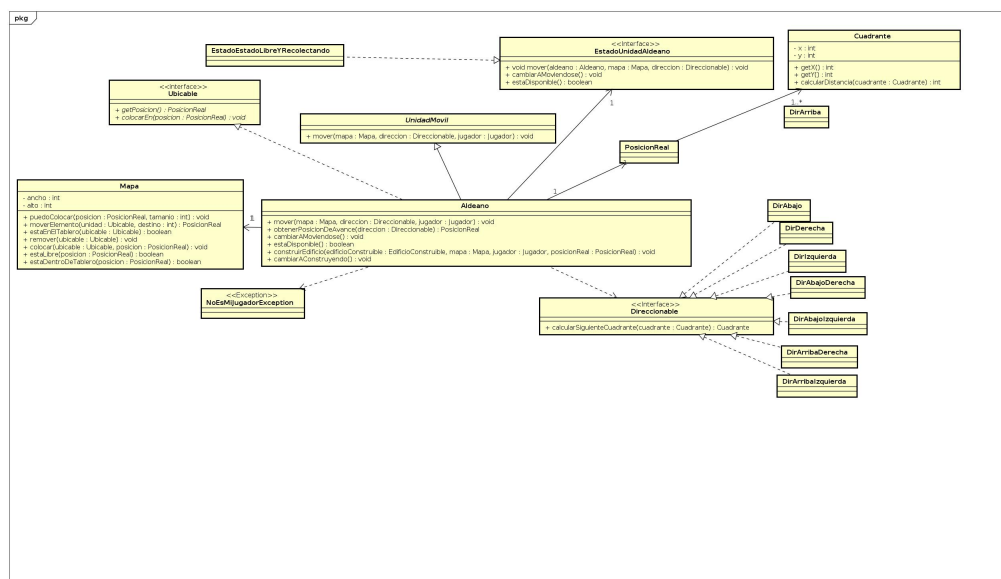 pkg
EstadoEstadoLibreYRecolectando
<<Interface>>
EstadoUnidadAldeano
+ void mover(aldeano : Aldeano, mapa : Mapa, direccion : Direccionable) : void
+ cambiarAMoviendose() : void
+ estaDisponible() : boolean
Cuadrante
- x : int
- y : int
+ getX() : int
+ getY() : int
+ calcularDistancia(cuadrante : Cuadrante) : int
<<Interface>>
Ubicable
+ getPosicion() : PosicionReal
+ colocarEn(posicion : PosicionReal) : void
UnidadMovil
+ mover(mapa : Mapa, direccion : Direccionable, jugador : Jugador) : void
1
1..*
DirArriba
PosicionReal
1
1
Mapa
- ancho : int
- alto : int
+ puedoColocar(posicion : PosicionReal, tamanio : int) : void
+ moverElemento(unidad : Ubicable, destino : int) : PosicionReal
+ estaEnElTablero(ubicable : Ubicable) : boolean
+ remover(ubicable : Ubicable) : void
+ colocar(ubicable : Ubicable, posicion : PosicionReal) : void
+ estaLibre(posicion : PosicionReal) : boolean
+ estaDentroDeTablero(posicion : PosicionReal) : boolean
1
Aldeano
+ mover(mapa : Mapa, direccion : Direccionable, jugador : Jugador) : void
+ obtenerPosicionDeAvance(direccion : Direccionable) : PosicionReal
+ cambiarAMoviendose() : void
+ estaDisponible() : boolean
+ construirEdificio(edificioConstruible : EdificioConstruible, mapa : Mapa, jugador : Jugador, posicionReal : PosicionReal) : void
+ cambiarAConstruyendo() : void
DirAbajo
DirDerecha
DirIzquierda
DirAbajoDerecha
<<Exception>>
NoEsMiJugadorException
<<Interface>>
Direccionable
+ calcularSiguienteCuadrante(cuadrante : Cuadrante) : Cuadrante
DirAbajoIzquierda
DirArribaDerecha
DirArribaIzquierda